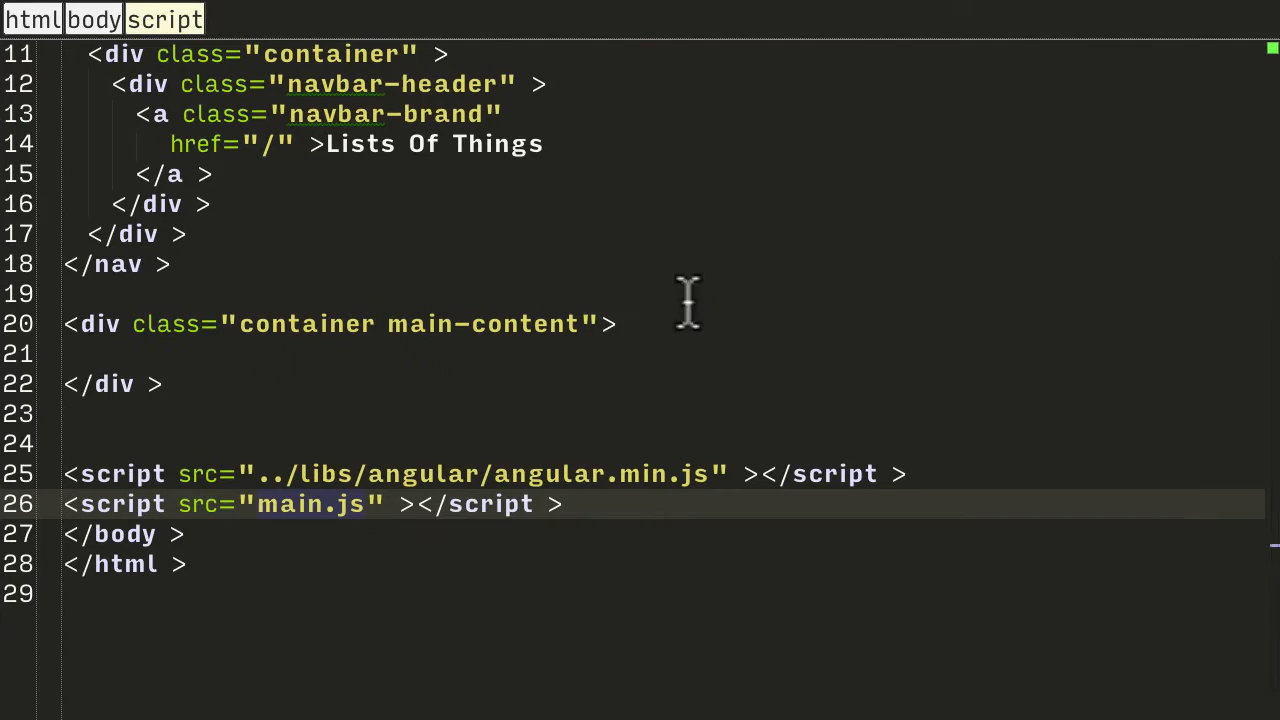 html body script
11 <div class="container" >
12 <div class="navbar-header" >
13 <a class="navbar-brand"
14 href="/" >Lists Of Things
15 </a >
16 </div >
17 </div >
18 </nav >
19
20 <div class="container main-content">
21
22 </div >
23
24
25 <script src="../libs/angular/angular.min.js" ></script >
26 <script src="main.js" ></script >
27 </body >
28 </html >
29